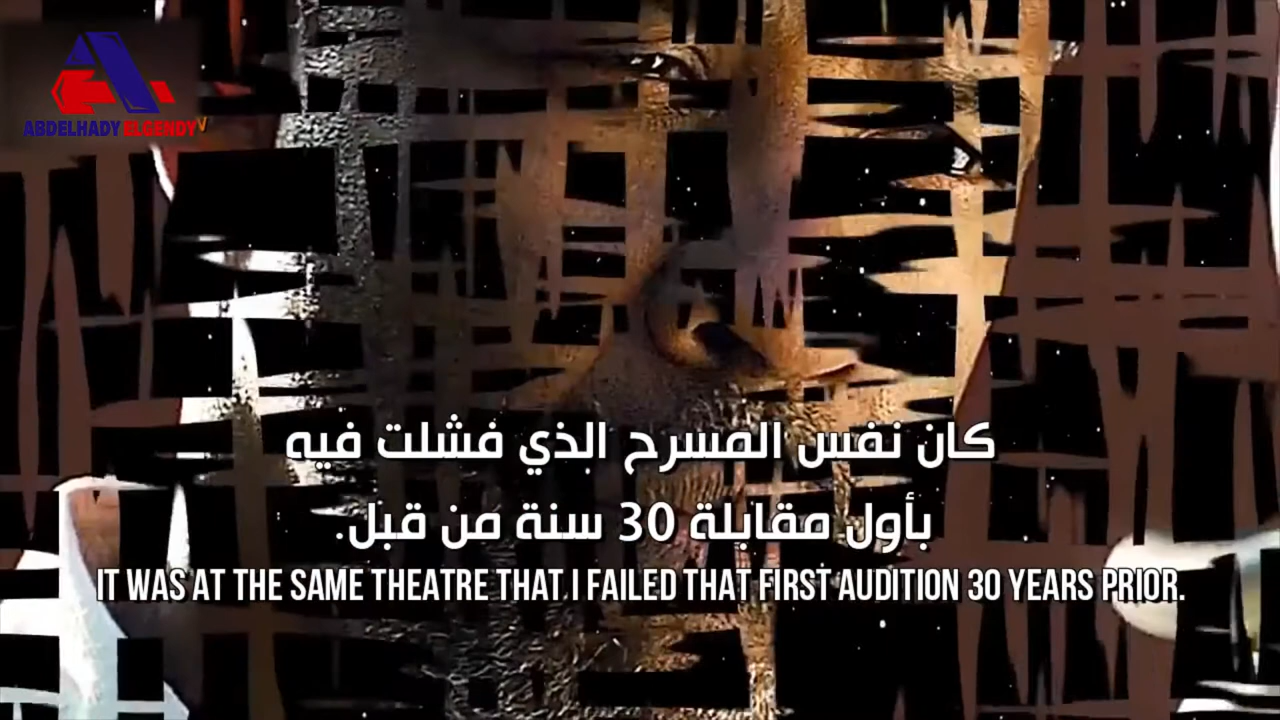 ABDELHADY ELGENDY
كان نفس المسرح الذي فشلت فيه
بأول مقابلة 30 سنة من قبل.
IT WAS AT THE SAME THEATRE THAT I FAILED THAT FIRST AUDITION 30 YEARS PRIOR.